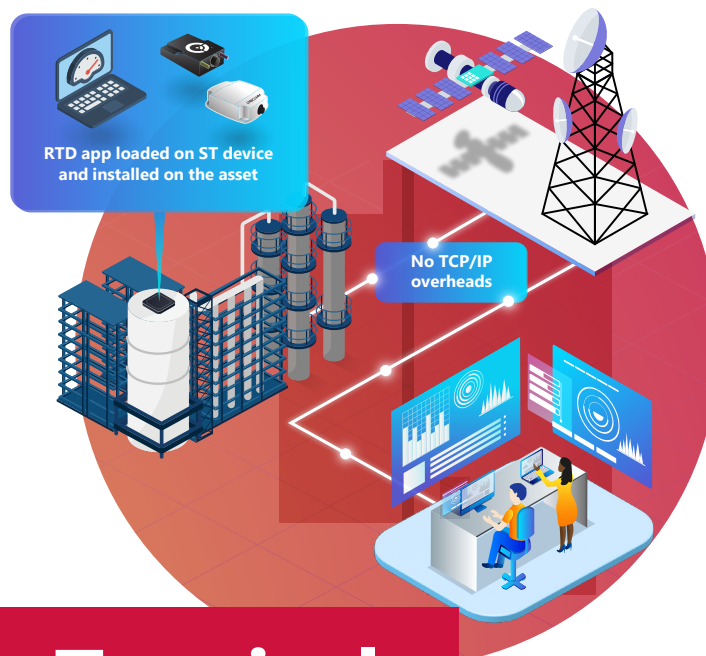 RTD app loaded on ST device
and installed on the asset
No TCP/IP
overheads